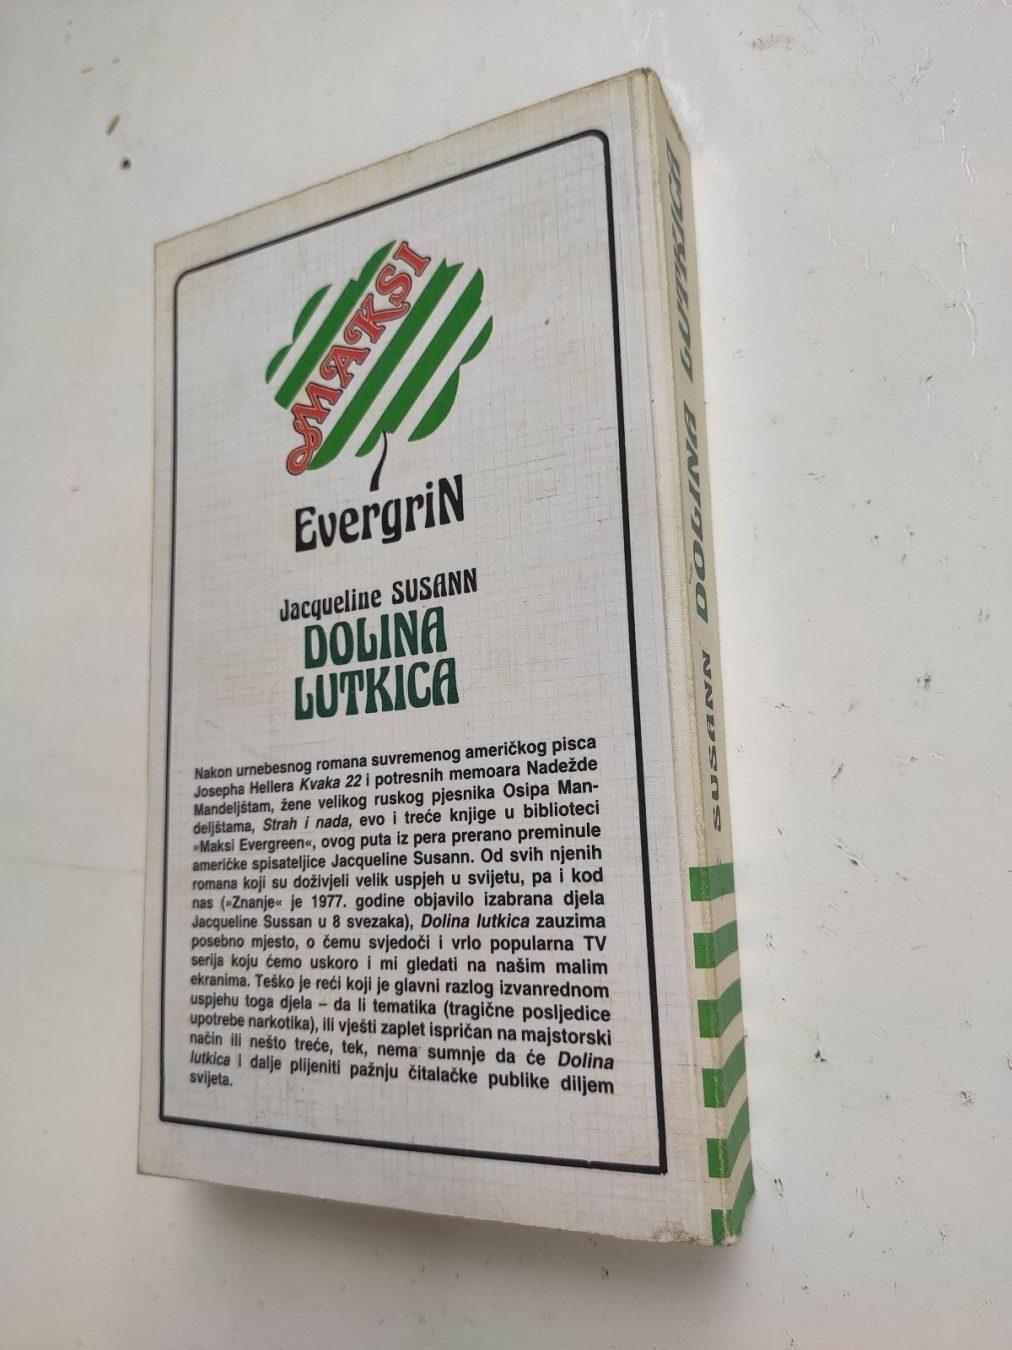 MAKSI
EvergriN
Jacqueline SUSANN
DOLINA
LUTKICA
Nakon urnebesnog romana suvremenog američkog pisca
Josepha Hellera Kvaka 22 i potresnih memoara Nadežde
Mandeljštam, žene velikog ruskog pjesnika Osipa Man-
deljštama, Strah i nada, evo i treće knjige u biblioteci
»Maksi Evergreen«, ovog puta iz pera prerano preminule
američke spisateljice Jacqueline Susann. Od svih njenih
romana koji su doživjeli velik uspjeh u svijetu, pa i kod
nas (»Znanje« je 1977. godine objavilo izabrana djela
Jacqueline Sussan u 8 svezaka), Dolina lutkica zauzima
posebno mjesto, o čemu svjedoči i vrlo popularna TV
serija koju ćemo uskoro i mi gledati na našim malim
ekranima. Teško je reći koji je glavni razlog izvanrednom
uspjehu toga djela – da li tematika (tragične posljedice
upotrebe narkotika), ili vješti zaplet ispričan na majstorski
način ili nešto treće, tek, nema sumnje da će Dolina
lutkica i dalje plijeniti pažnju čitalačke publike diljem
svijeta.
SUSANN DOLINA LUTKICA